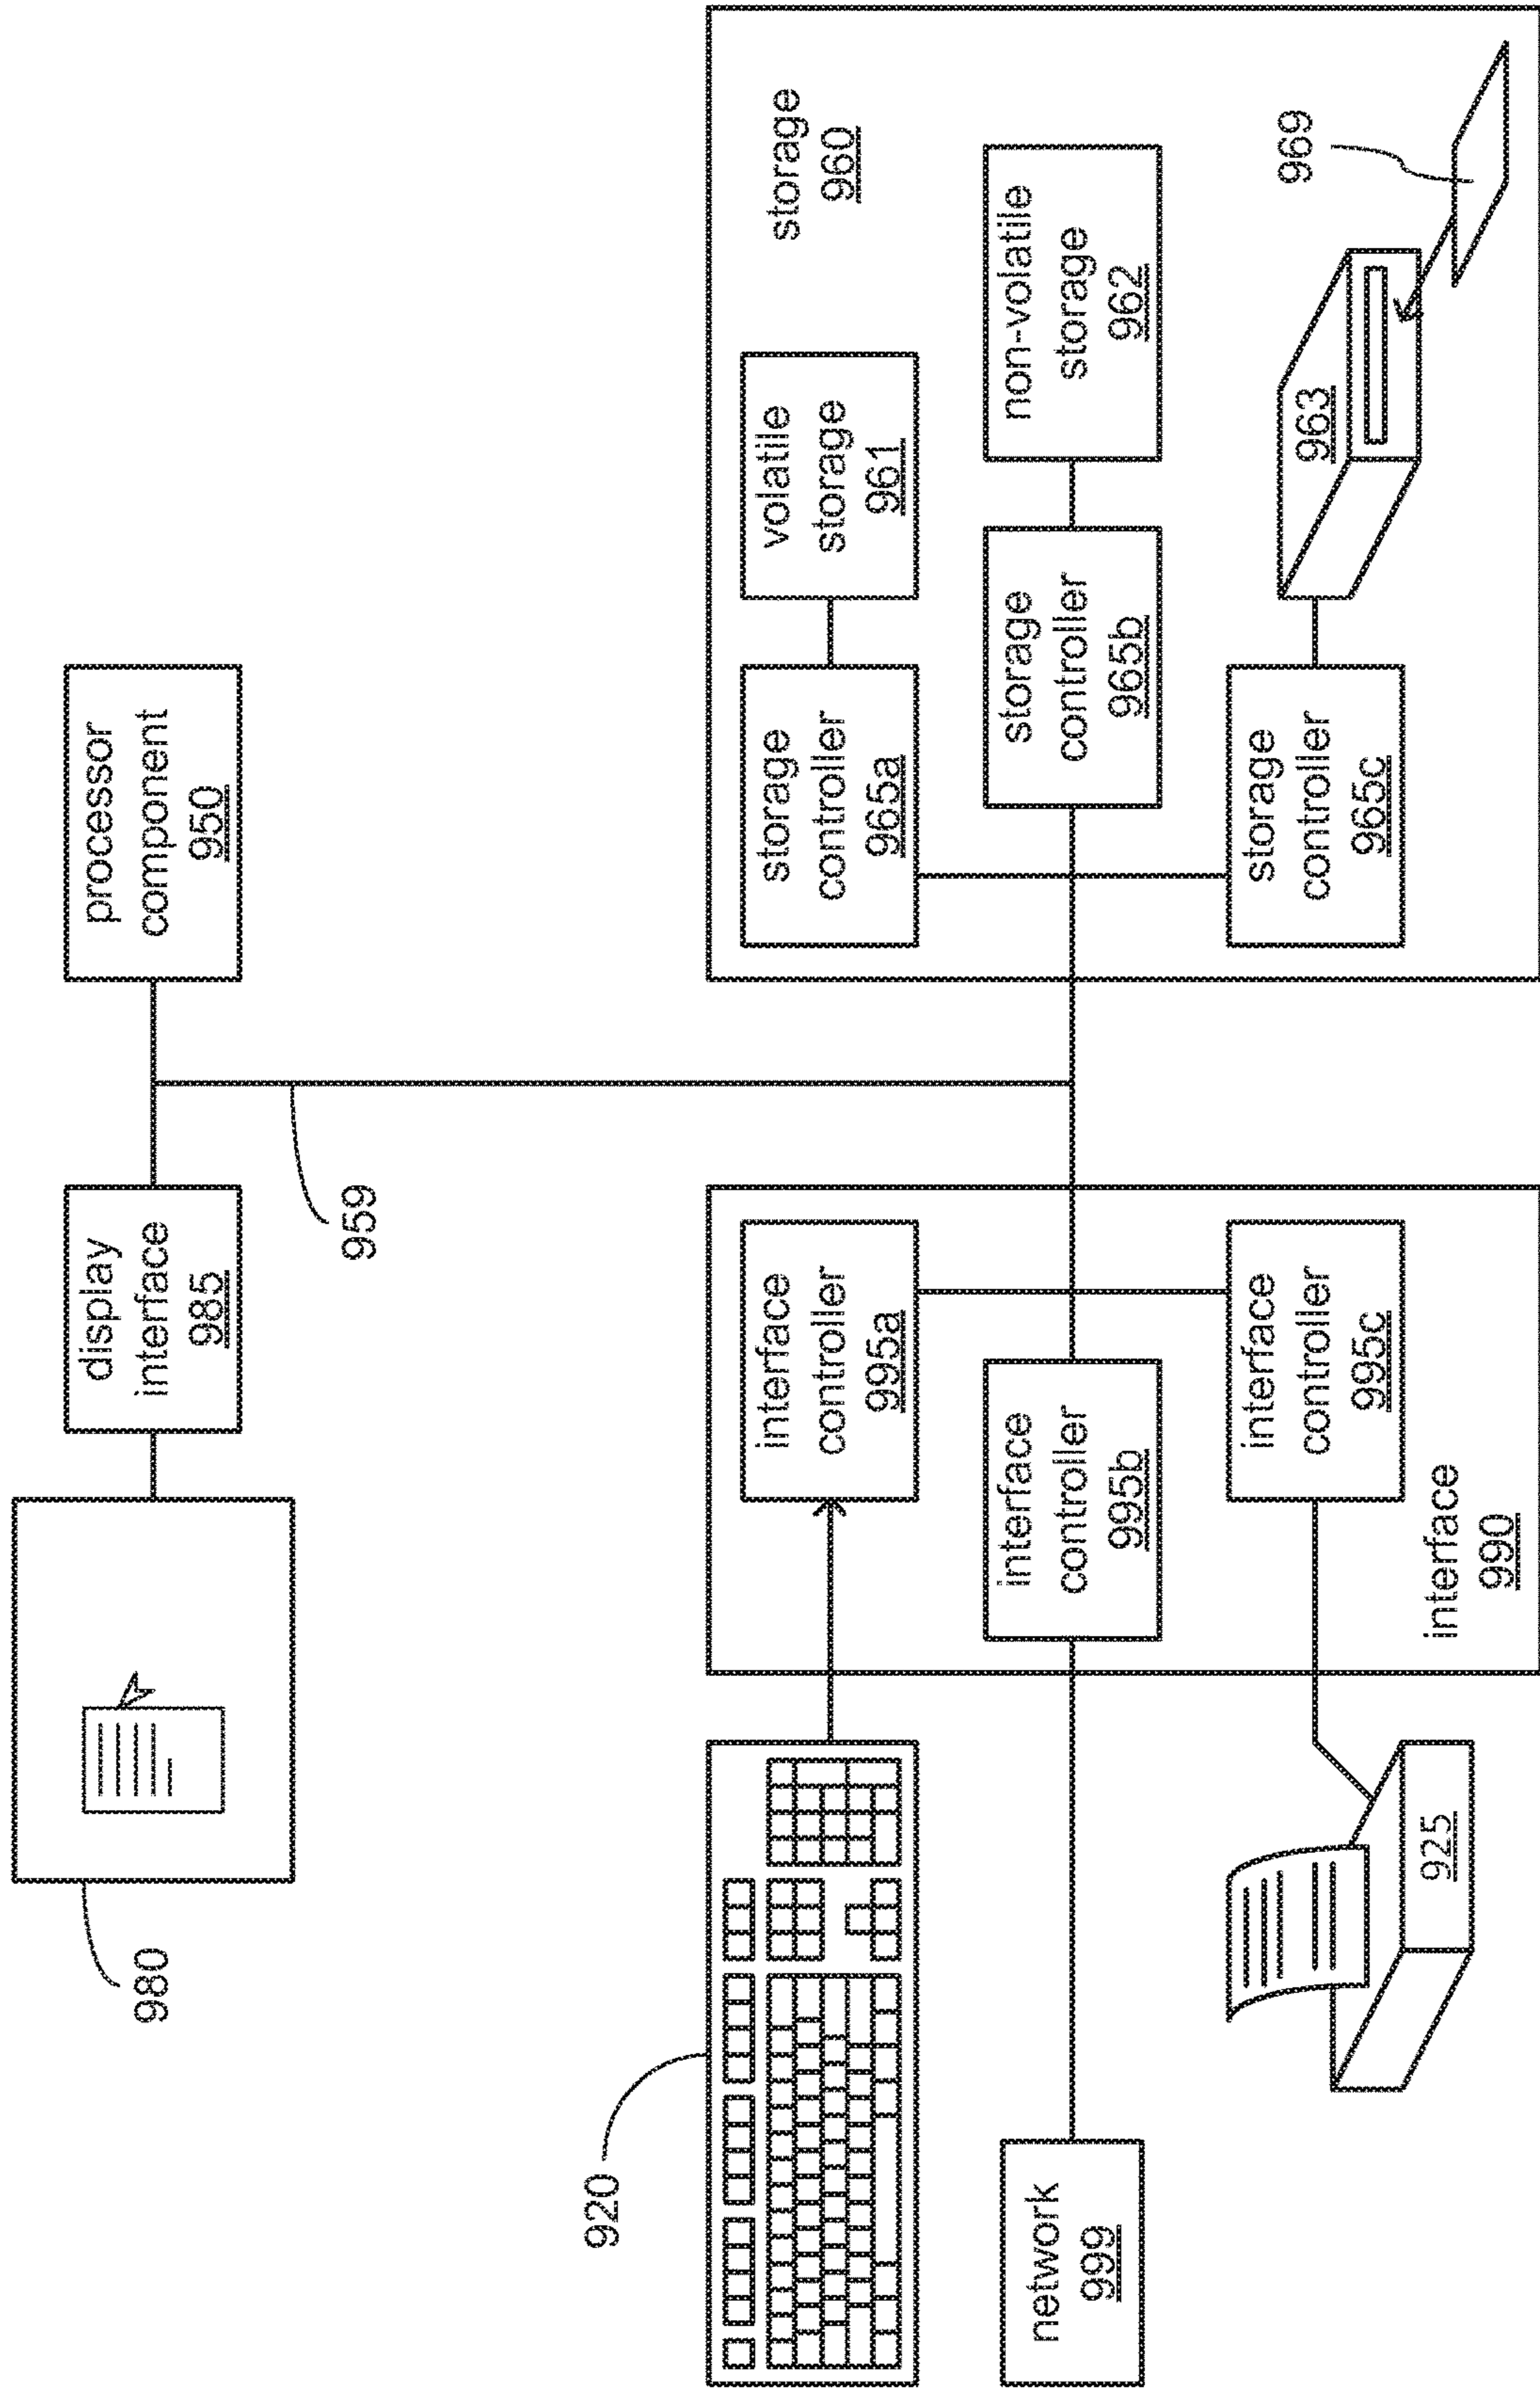 980
display
interface
985
processor
component
950
959
920
interface
controller
995a
storage
controller
965a
volatile
storage
961
storage
960
network
999
interface
controller
995b
storage
controller
965b
non-volatile
storage
962
925
interface
controller
995c
interface
990
storage
controller
965c
963
969